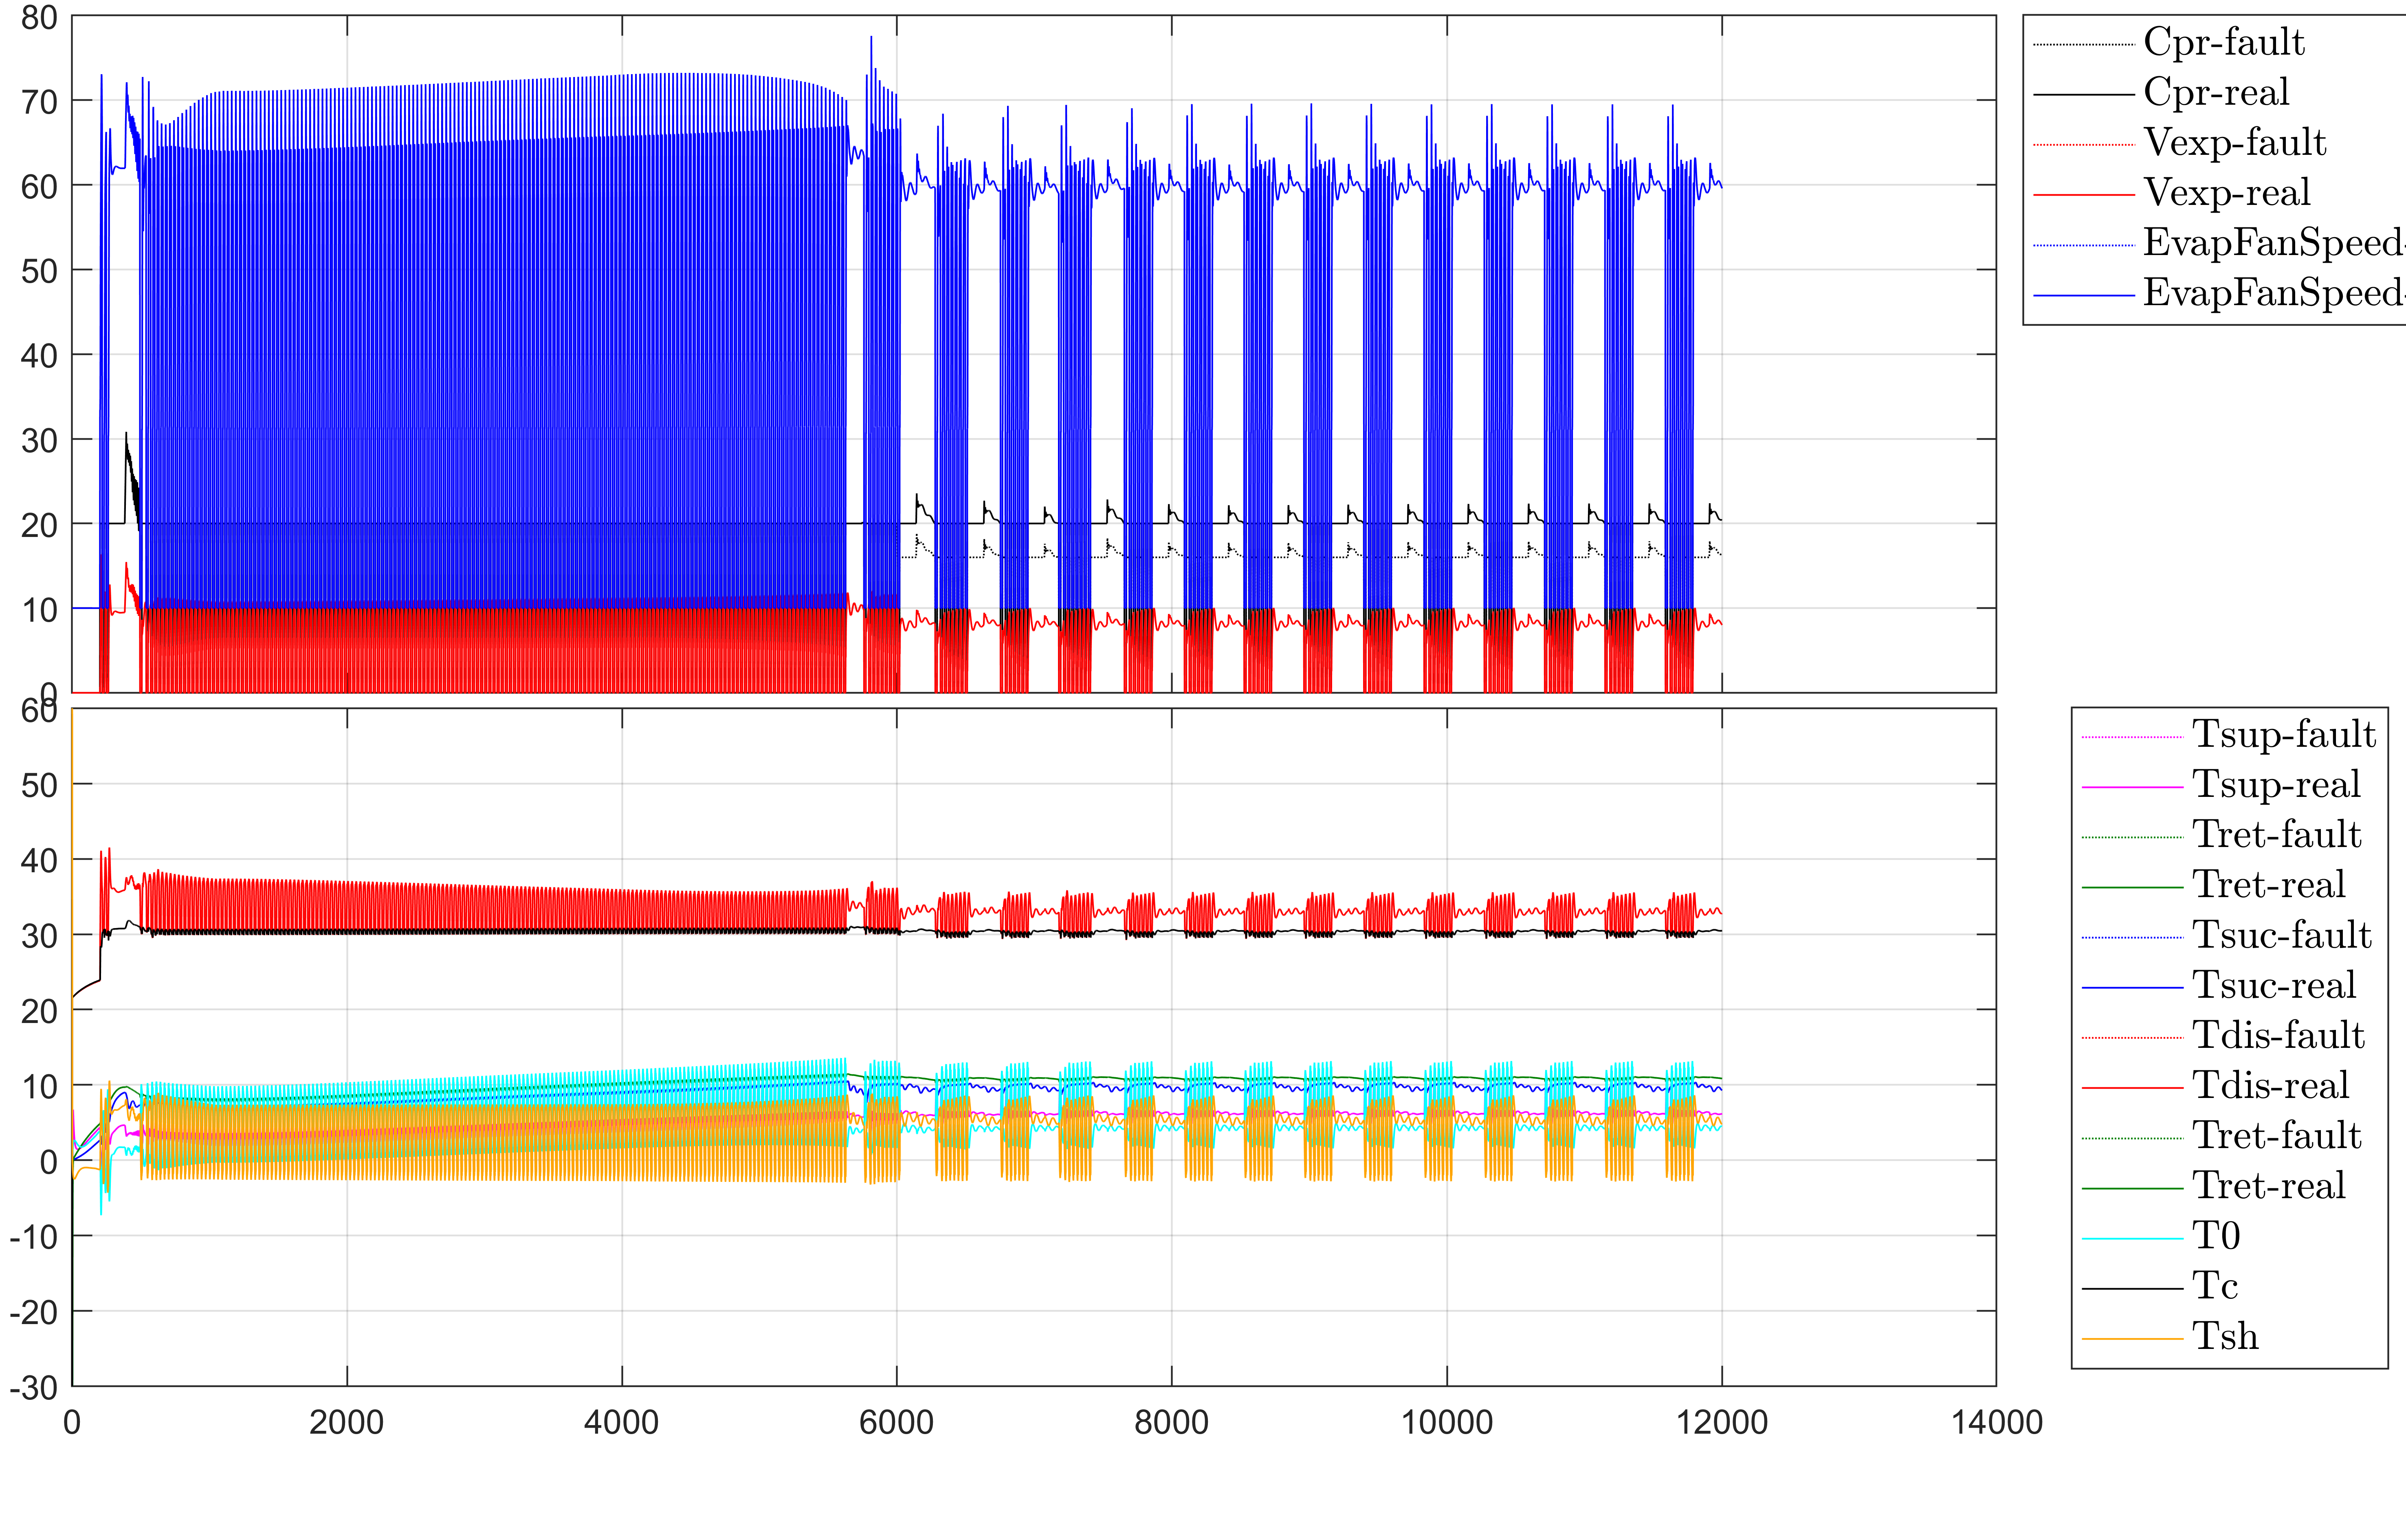 80
70
60
50
40
30
20
10
0
Cpr-fault
Cpr-real
Vexp-fault
Vexp-real
EvapFanSpeed-
EvapFanSpeed-
60
50
40
30
20
10
0
-10
-20
-30
0 2000 4000 6000 8000 10000 12000 14000
Tsup-fault
Tsup-real
Tret-fault
Tret-real
Tsuc-fault
Tsuc-real
Tdis-fault
Tdis-real
Tret-fault
Tret-real
T0
Tc
Tsh